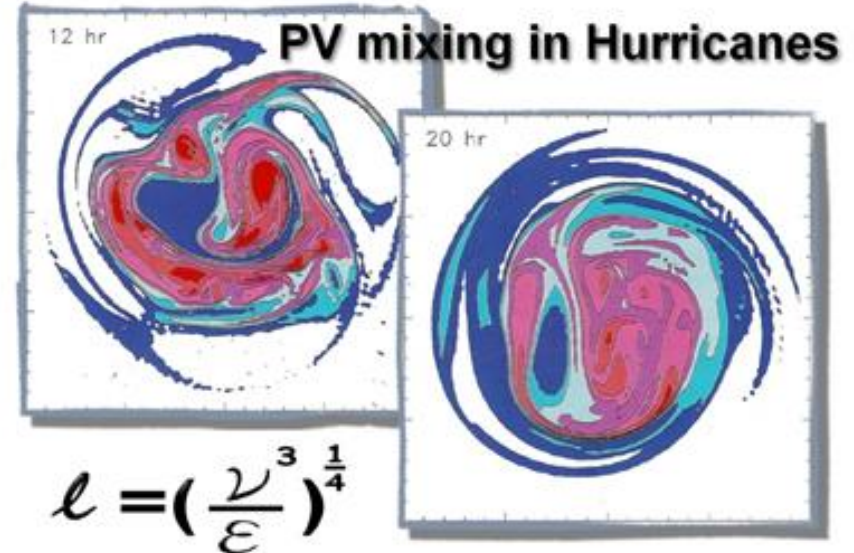 PV mixing in Hurricanes
12 hr
20 hr
ℓ = (ν³/ε)^¼